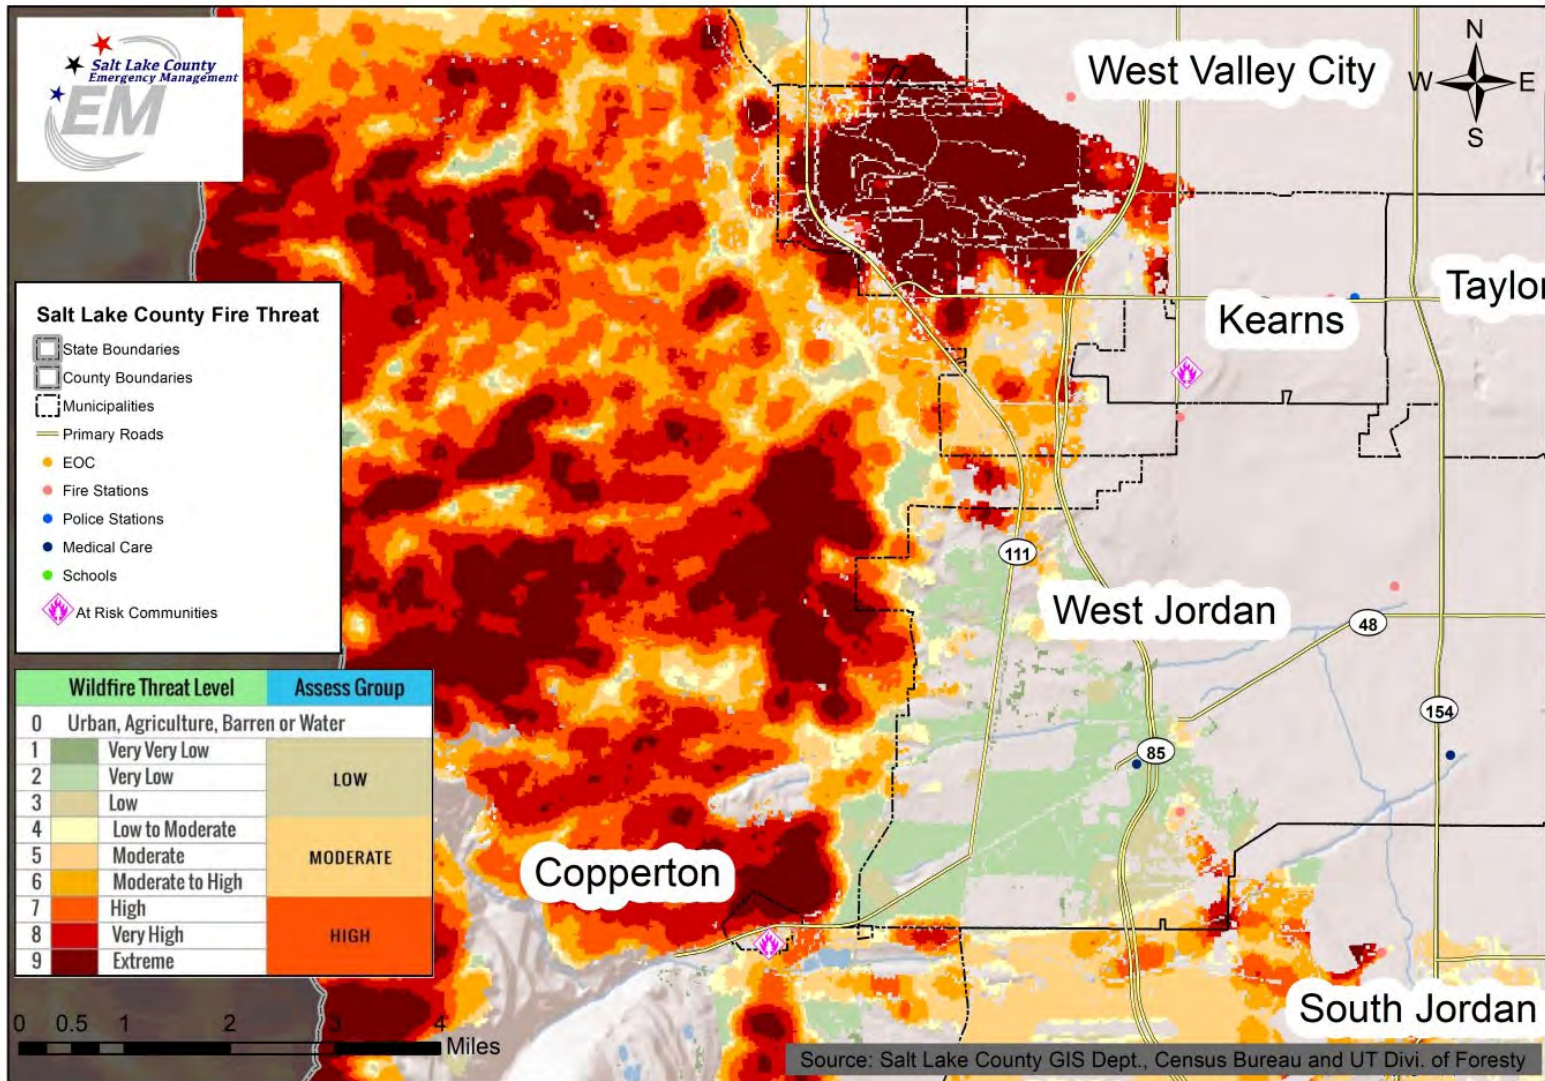 Salt Lake County
Emergency Management
EM
West Valley City
N
W E
S
Taylor
Kearns
Salt Lake County Fire Threat
State Boundaries
County Boundaries
Municipalities
Primary Roads
EOC
Fire Stations
Police Stations
Medical Care
Schools
At Risk Communities
111
West Jordan
48
154
85
Wildfire Threat Level Assess Group
0 Urban, Agriculture, Barren or Water
1 Very Very Low
2 Very Low LOW
3 Low
4 Low to Moderate
5 Moderate MODERATE
6 Moderate to High
7 High
8 Very High HIGH
9 Extreme
Copperton
South Jordan
0 0.5 1 2 3 4
Miles
Source: Salt Lake County GIS Dept., Census Bureau and UT Divi. of Foresty